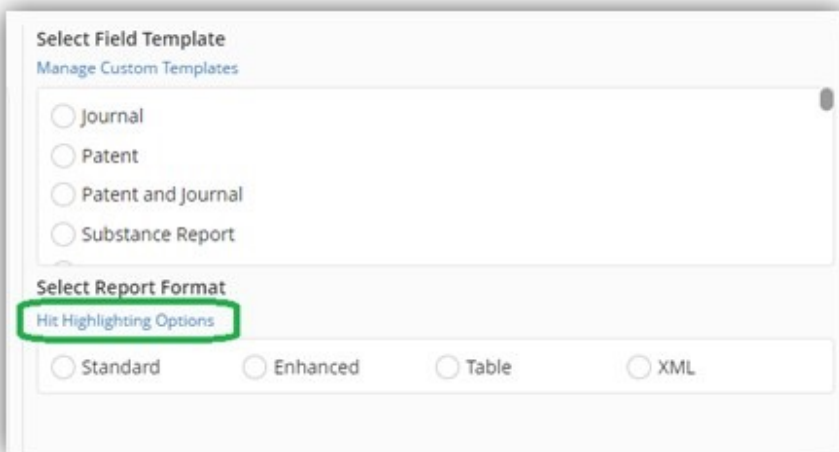 Select Field Template
Manage Custom Templates
Journal
Patent
Patent and Journal
Substance Report
Select Report Format
Hit Highlighting Options
Standard Enhanced Table XML